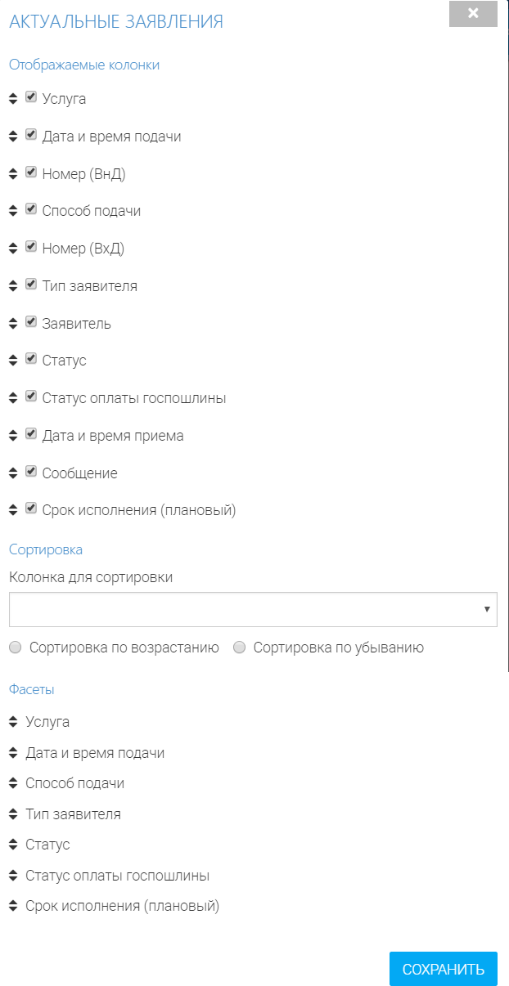 АКТУАЛЬНЫЕ ЗАЯВЛЕНИЯ
Отображаемые колонки
Услуга
Дата и время подачи
Номер (ВнД)
Способ подачи
Номер (ВхД)
Тип заявителя
Заявитель
Статус
Статус оплаты госпошлины
Дата и время приема
Сообщение
Срок исполнения (плановый)
Сортировка
Колонка для сортировки
Сортировка по возрастанию Сортировка по убыванию
Фасеты
Услуга
Дата и время подачи
Способ подачи
Тип заявителя
Статус
Статус оплаты госпошлины
Срок исполнения (плановый)
СОХРАНИТЬ